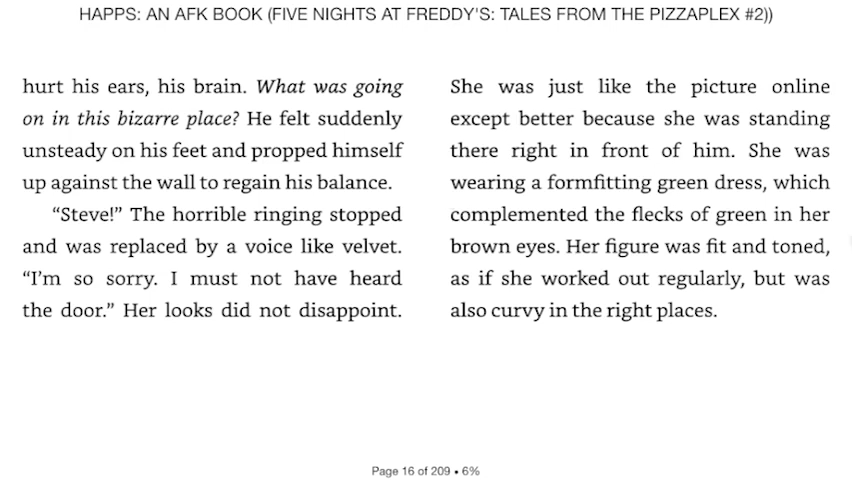 HAPPS: AN AFK BOOK (FIVE NIGHTS AT FREDDY'S: TALES FROM THE PIZZAPLEX #2))
hurt his ears, his brain. What was going
on in this bizarre place? He felt suddenly
unsteady on his feet and propped himself
up against the wall to regain his balance.
“Steve!” The horrible ringing stopped
and was replaced by a voice like velvet.
“I’m so sorry. I must not have heard
the door.” Her looks did not disappoint.
She was just like the picture online
except better because she was standing
there right in front of him. She was
wearing a formfitting green dress, which
complemented the flecks of green in her
brown eyes. Her figure was fit and toned,
as if she worked out regularly, but was
also curvy in the right places.
Page 16 of 209 • 6%